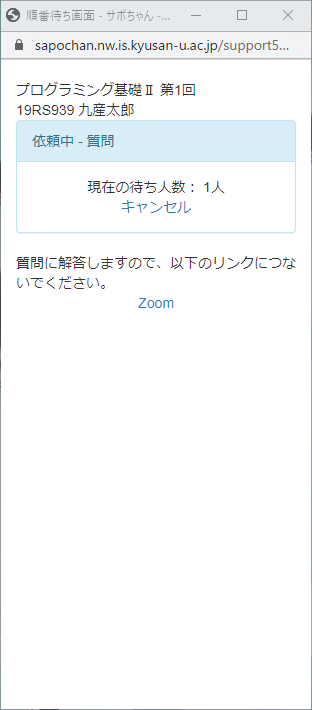 順番待ち画面 - サポちゃん -...
sapochan.nw.is.kyusan-u.ac.jp/support5...
プログラミング基礎Ⅱ 第1回
19RS939 九産太郎
依頼中 - 質問
現在の待ち人数： 1人
キャンセル
質問に解答しますので、以下のリンクにつな
いでください。
Zoom